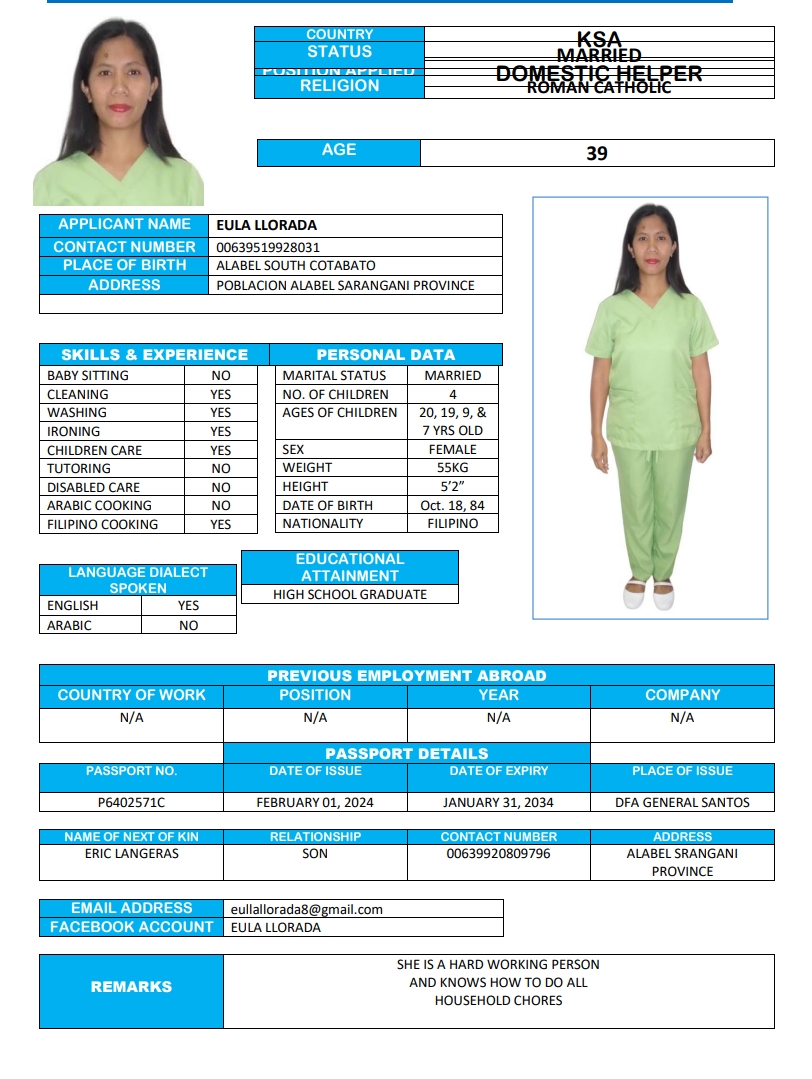 COUNTRY KSA
STATUS MARRIED
POSITION APPLIED DOMESTIC HELPER
RELIGION ROMAN CATHOLIC
AGE 39
APPLICANT NAME EULA LLORADA
CONTACT NUMBER 00639519928031
PLACE OF BIRTH ALABEL SOUTH COTABATO
ADDRESS POBLACION ALABEL SARANGANI PROVINCE
SKILLS & EXPERIENCE
BABY SITTING NO
CLEANING YES
WASHING YES
IRONING YES
CHILDREN CARE YES
TUTORING NO
DISABLED CARE NO
ARABIC COOKING NO
FILIPINO COOKING YES
PERSONAL DATA
MARITAL STATUS MARRIED
NO. OF CHILDREN 4
AGES OF CHILDREN 20, 19, 9, &
7 YRS OLD
SEX FEMALE
WEIGHT 55KG
HEIGHT 5’2”
DATE OF BIRTH Oct. 18, 84
NATIONALITY FILIPINO
LANGUAGE DIALECT
SPOKEN
ENGLISH YES
ARABIC NO
EDUCATIONAL
ATTAINMENT
HIGH SCHOOL GRADUATE
PREVIOUS EMPLOYMENT ABROAD
COUNTRY OF WORK POSITION YEAR COMPANY
N/A N/A N/A N/A
PASSPORT DETAILS
PASSPORT NO. DATE OF ISSUE DATE OF EXPIRY PLACE OF ISSUE
P6402571C FEBRUARY 01, 2024 JANUARY 31, 2034 DFA GENERAL SANTOS
NAME OF NEXT OF KIN RELATIONSHIP CONTACT NUMBER ADDRESS
ERIC LANGERAS SON 00639920809796 ALABEL SRANGANI
PROVINCE
EMAIL ADDRESS eullallorada8@gmail.com
FACEBOOK ACCOUNT EULA LLORADA
REMARKS
SHE IS A HARD WORKING PERSON
AND KNOWS HOW TO DO ALL
HOUSEHOLD CHORES